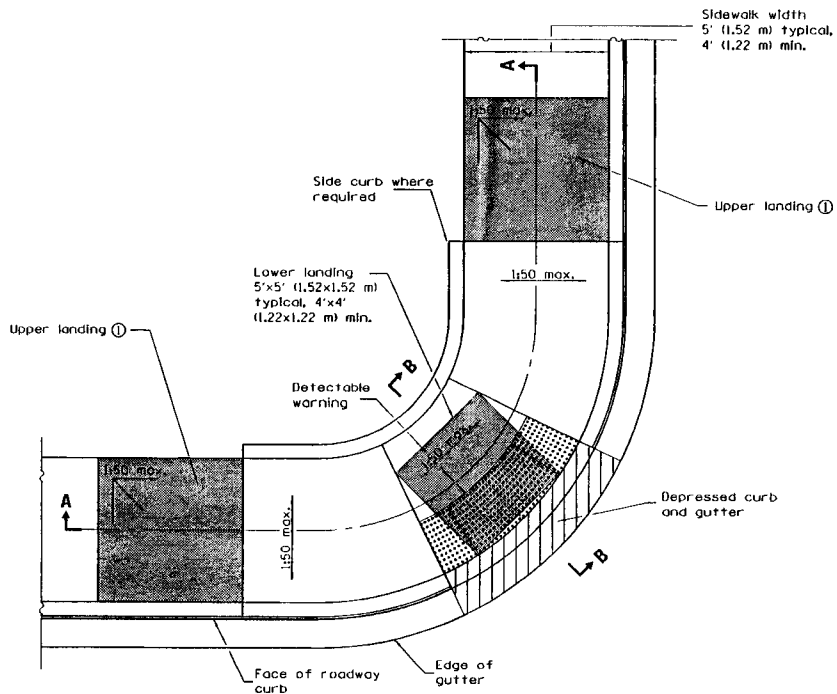 Sidewalk width
5' (1.52 m) typical,
4' (1.22 m) min.
A
1:50 max.
Side curb where
required
Upper landing ①
Lower landing
5'x5' (1.52x1.52 m)
typical, 4'x4'
(1.22x1.22 m) min.
1:50 max.
Upper landing ①
B
Detectable
warning
1:50 max.
1:50 max.
A
1:50 max.
Depressed curb
and gutter
B
Face of roadway
curb
Edge of
gutter